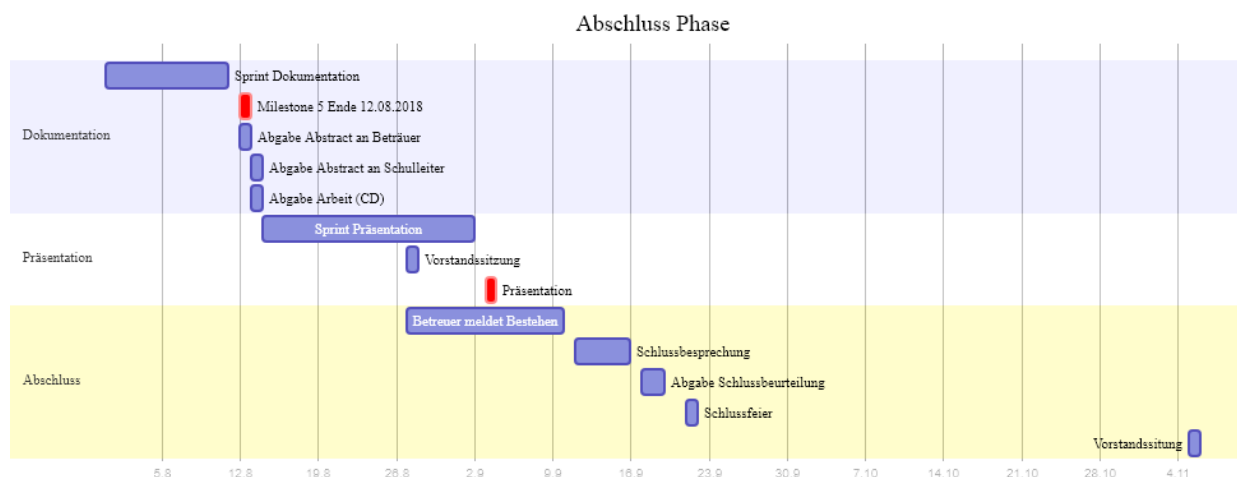 Abschluss Phase
Sprint Dokumentation
Milestone 5 Ende 12.08.2018
Dokumentation
Abgabe Abstract an Beträuer
Abgabe Abstract an Schulleiter
Abgabe Arbeit (CD)
Sprint Präsentation
Präsentation
Vorstandssitzung
Präsentation
Betreuer meldet Bestehen
Schlussbesprechung
Abschluss
Abgabe Schlussbeurteilung
Schlussfeier
Vorstandssitung
5.8 12.8 19.8 26.8 2.9 9.9 16.9 23.9 30.9 7.10 14.10 21.10 28.10 4.11